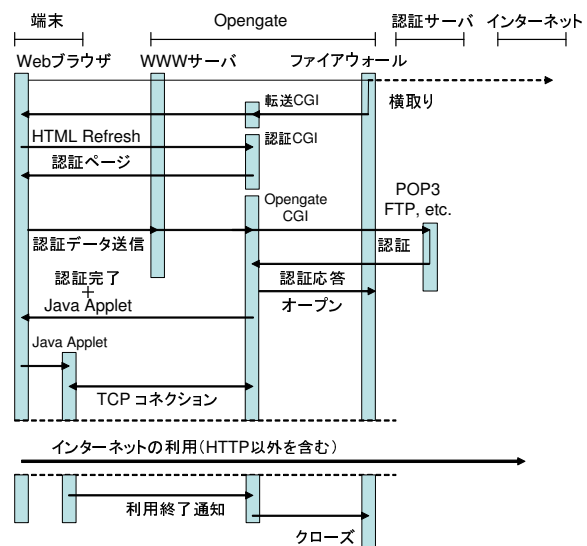 端末
Opengate
認証サーバ
インターネット
Webブラウザ
WWWサーバ
ファイアウォール
横取り
転送CGI
HTML Refresh
認証CGI
認証ページ
POP3
FTP, etc.
Opengate
CGI
認証データ送信
認証
認証完了
+
Java Applet
認証応答
オープン
Java Applet
TCP コネクション
インターネットの利用(HTTP以外を含む)
利用終了通知
クローズ